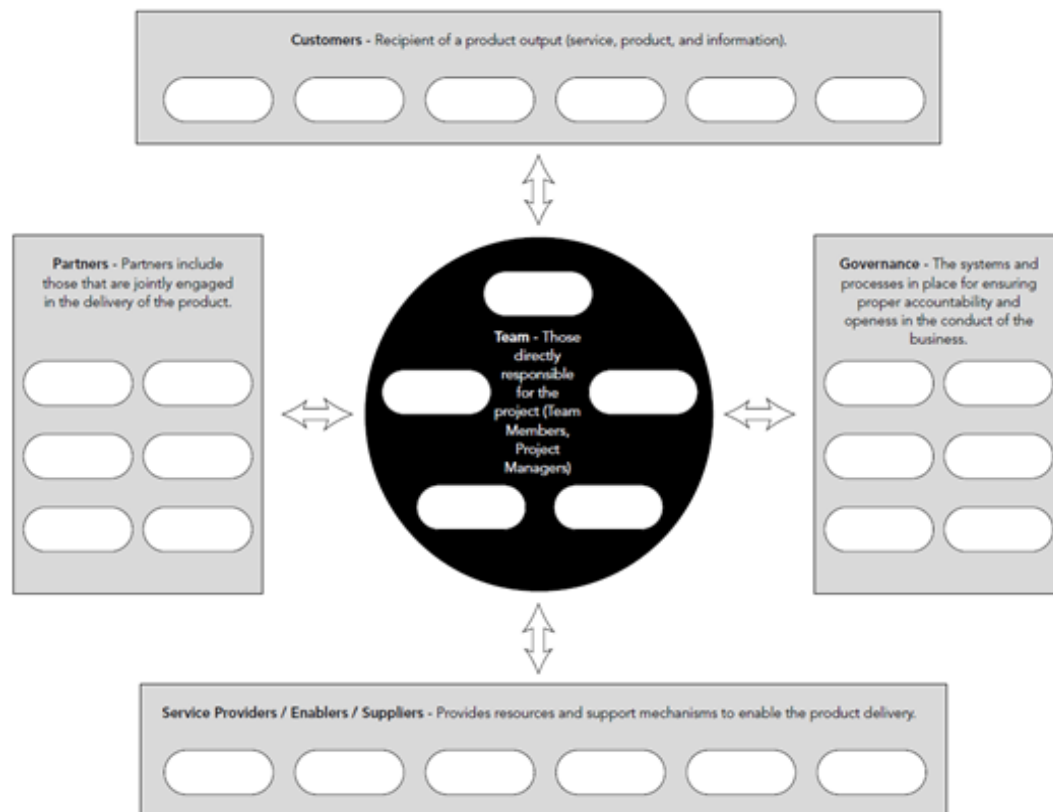 Customers - Recipient of a product output (service, product, and information).
Partners - Partners include
those that are jointly engaged
in the delivery of the product.
Team - Those
directly
responsible
for the
project (Team
Members,
Project
Managers)
Governance - The systems and
processes in place for ensuring
proper accountability and
openess in the conduct of the
business.
Service Providers / Enablers / Suppliers - Provides resources and support mechanisms to enable the product delivery.